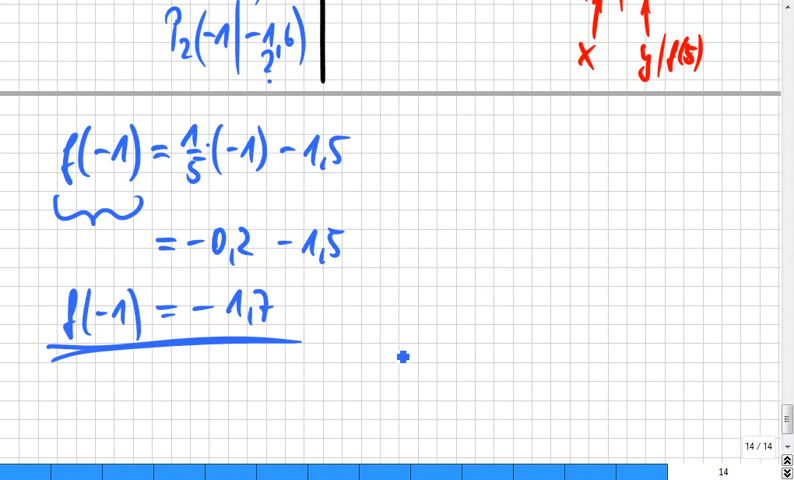 P₂(-1|-1,6)
?
x y/f(5)
f(-1) = 1/5 · (-1) - 1,5
= -0,2 - 1,5
f(-1) = -1,7
14 / 14
14